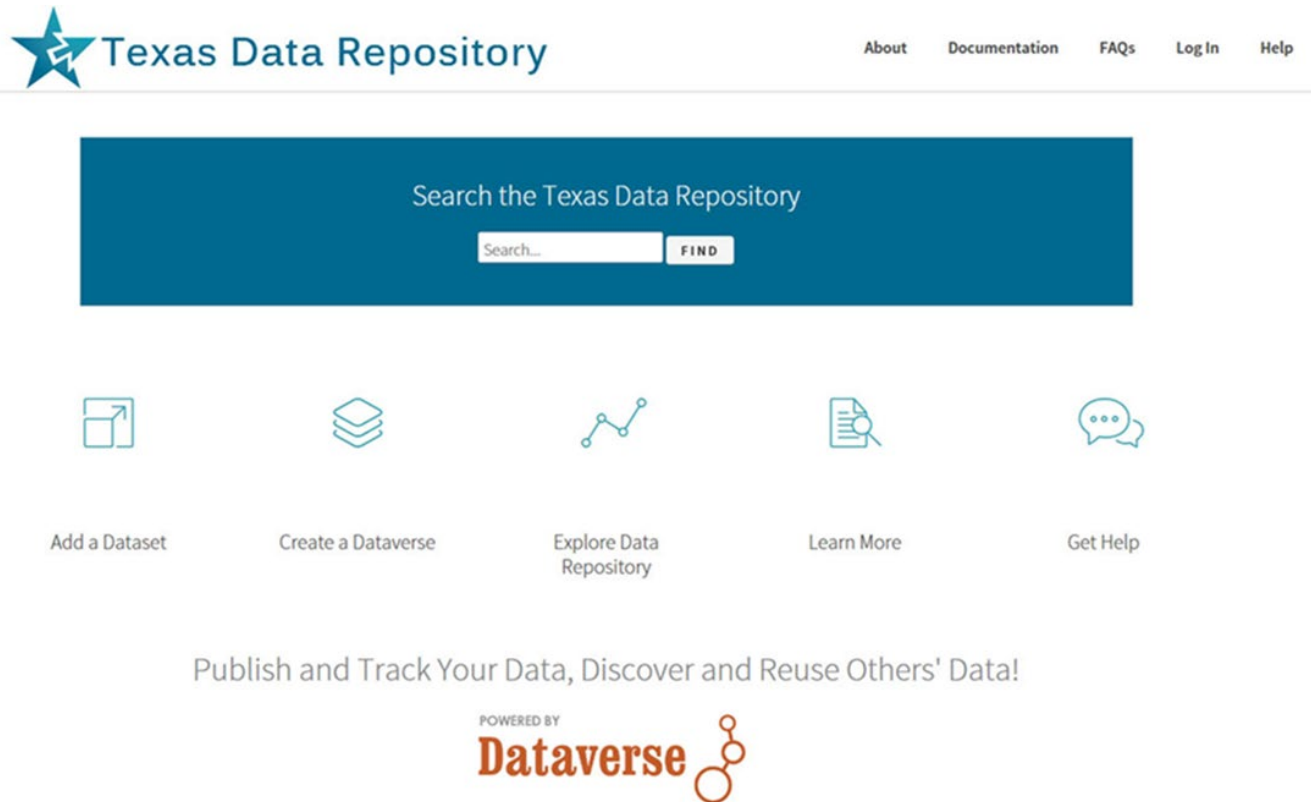 Texas Data Repository
About Documentation FAQs Log In Help
Search the Texas Data Repository
Search... FIND
Add a Dataset
Create a Dataverse
Explore Data
Repository
Learn More
Get Help
Publish and Track Your Data, Discover and Reuse Others' Data!
POWERED BY
Dataverse